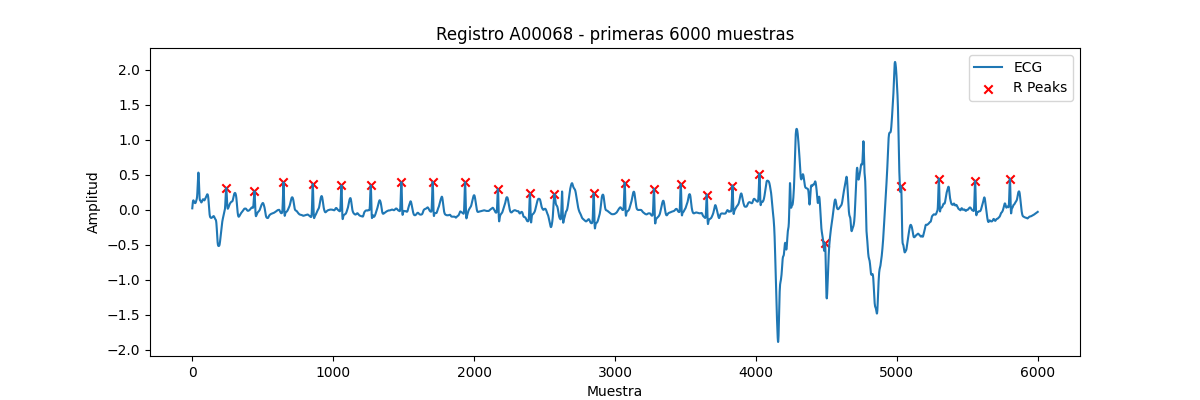 Registro A00068 - primeras 6000 muestras
ECG
R Peaks
Amplitud
2.0
1.5
1.0
0.5
0.0
−0.5
−1.0
−1.5
−2.0
0 1000 2000 3000 4000 5000 6000
Muestra